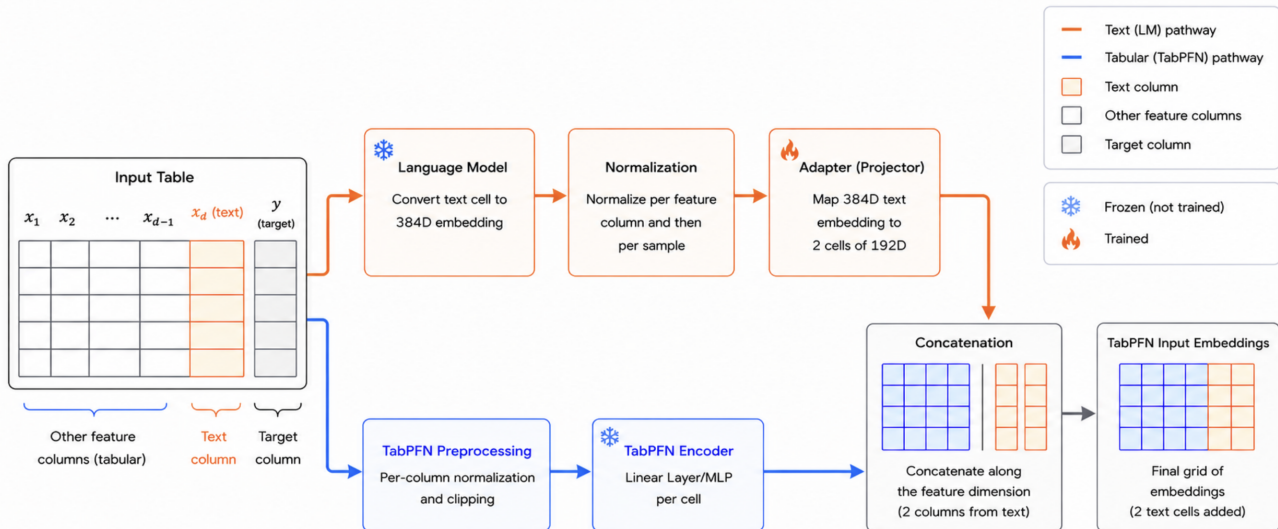 Text (LM) pathway
Tabular (TabPFN) pathway
Text column
Other feature columns
Target column
Frozen (not trained)
Trained
Input Table
x₁ x₂ ... x_{d−1} x_d (text) y
(target)
Other feature
columns (tabular)
Text
column
Target
column
Language Model
Convert text cell to
384D embedding
Normalization
Normalize per feature
column and then
per sample
Adapter (Projector)
Map 384D text
embedding to
2 cells of 192D
TabPFN Preprocessing
Per-column normalization
and clipping
TabPFN Encoder
Linear Layer/MLP
per cell
Concatenation
Concatenate along
the feature dimension
(2 columns from text)
TabPFN Input Embeddings
Final grid of
embeddings
(2 text cells added)